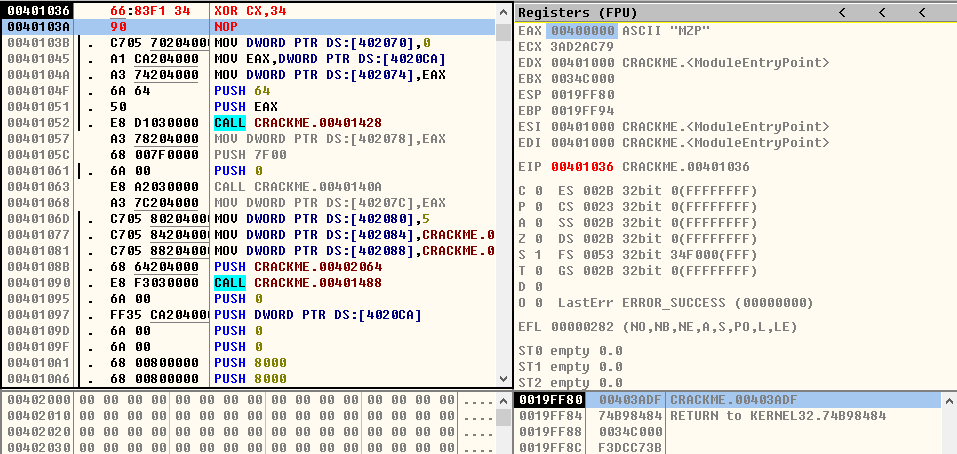 00401036 66:83F1 34 XOR CX,34
0040103A 90 NOP
0040103B . C705 70204000 MOV DWORD PTR DS:[402070],0
00401045 . A1 CA204000 MOV EAX,DWORD PTR DS:[4020CA]
0040104A . A3 74204000 MOV DWORD PTR DS:[402074],EAX
0040104F . 6A 64 PUSH 64
00401051 . 50 PUSH EAX
00401052 . E8 D1030000 CALL CRACKME.00401428
00401057 A3 78204000 MOV DWORD PTR DS:[402078],EAX
0040105C 68 007F0000 PUSH 7F00
00401061 . 6A 00 PUSH 0
00401063 E8 A2030000 CALL CRACKME.0040140A
00401068 A3 7C204000 MOV DWORD PTR DS:[40207C],EAX
0040106D . C705 80204000 MOV DWORD PTR DS:[402080],5
00401077 . C705 84204000 MOV DWORD PTR DS:[402084],CRACKME.0
00401081 . C705 88204000 MOV DWORD PTR DS:[402088],CRACKME.0
0040108B . 68 64204000 PUSH CRACKME.00402064
00401090 . E8 F3030000 CALL CRACKME.00401488
00401095 . 6A 00 PUSH 0
00401097 . FF35 CA204000 PUSH DWORD PTR DS:[4020CA]
0040109D . 6A 00 PUSH 0
0040109F . 6A 00 PUSH 0
004010A1 . 68 00800000 PUSH 8000
004010A6 . 68 00800000 PUSH 8000
Registers (FPU) < < <
EAX 00400000 ASCII "MZP"
ECX 3AD2AC79
EDX 00401000 CRACKME.<ModuleEntryPoint>
EBX 0034C000
ESP 0019FF80
EBP 0019FF94
ESI 00401000 CRACKME.<ModuleEntryPoint>
EDI 00401000 CRACKME.<ModuleEntryPoint>
EIP 00401036 CRACKME.00401036
C 0 ES 002B 32bit 0(FFFFFFFF)
P 0 CS 0023 32bit 0(FFFFFFFF)
A 0 SS 002B 32bit 0(FFFFFFFF)
Z 0 DS 002B 32bit 0(FFFFFFFF)
S 1 FS 0053 32bit 34F000(FFF)
T 0 GS 002B 32bit 0(FFFFFFFF)
D 0
O 0 LastErr ERROR_SUCCESS (00000000)
EFL 00000282 (NO,NB,NE,A,S,PO,L,LE)
ST0 empty 0.0
ST1 empty 0.0
ST2 empty 0.0
00402000 00 00 00 00 00 00 00 00 00 00 00 00 00 00 00 00 ....
00402010 00 00 00 00 00 00 00 00 00 00 00 00 00 00 00 00 ....
00402020 00 00 00 00 00 00 00 00 00 00 00 00 00 00 00 00 ....
00402030 00 00 00 00 00 00 00 00 00 00 00 00 00 00 00 00 ....
0019FF80 00403ADF CRACKME.00403ADF
0019FF84 74B98484 RETURN to KERNEL32.74B98484
0019FF88 0034C000
0019FF8C F3DCC73B